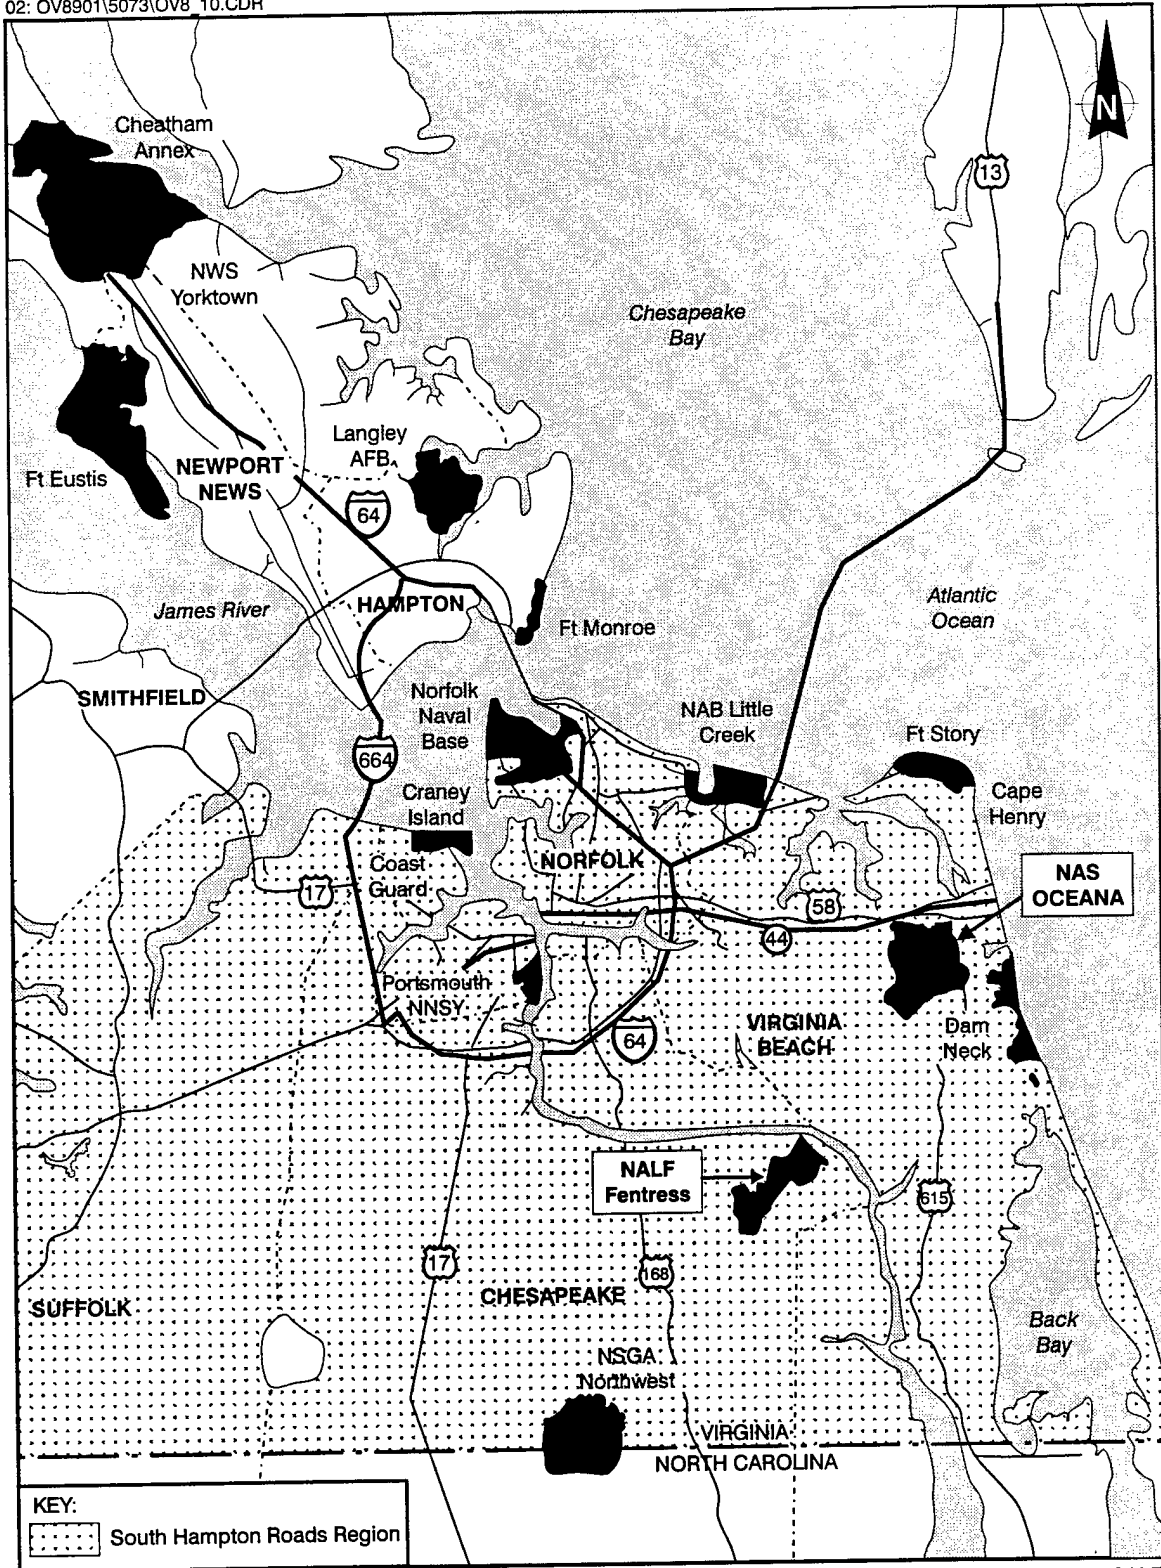 02: OV8901\5073\OV8_10.CDR
N
Cheatham
Annex
13
NWS
Yorktown
Chesapeake
Bay
Langley
AFB
Ft Eustis
NEWPORT
NEWS
64
James River
HAMPTON
Atlantic
Ocean
Ft Monroe
SMITHFIELD
Norfolk
Naval
Base
NAB Little
Creek
Ft Story
664
Craney
Island
Cape
Henry
NORFOLK
Coast
Guard
17
58
NAS
OCEANA
44
Portsmouth
NNSY
64
VIRGINIA
BEACH
Dam
Neck
NALF
Fentress
615
17
168
SUFFOLK
CHESAPEAKE
Back
Bay
NSGA
Northwest
VIRGINIA
NORTH CAROLINA
KEY:
South Hampton Roads Region